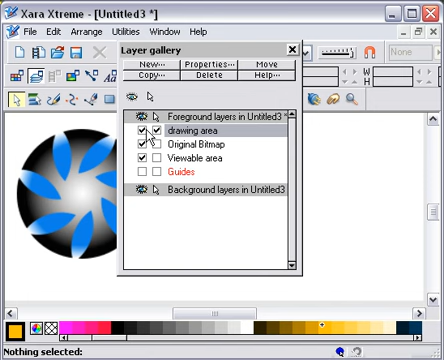 Xara Xtreme - [Untitled3 *]
File Edit Arrange Utilities Window
Layer gallery
New... Properties... Move
Copy... Delete Help...
None
W
H
Foreground layers in Untitled3 *
drawing area
Original Bitmap
Viewable area
Guides
Background layers in Untitled3
Nothing selected: